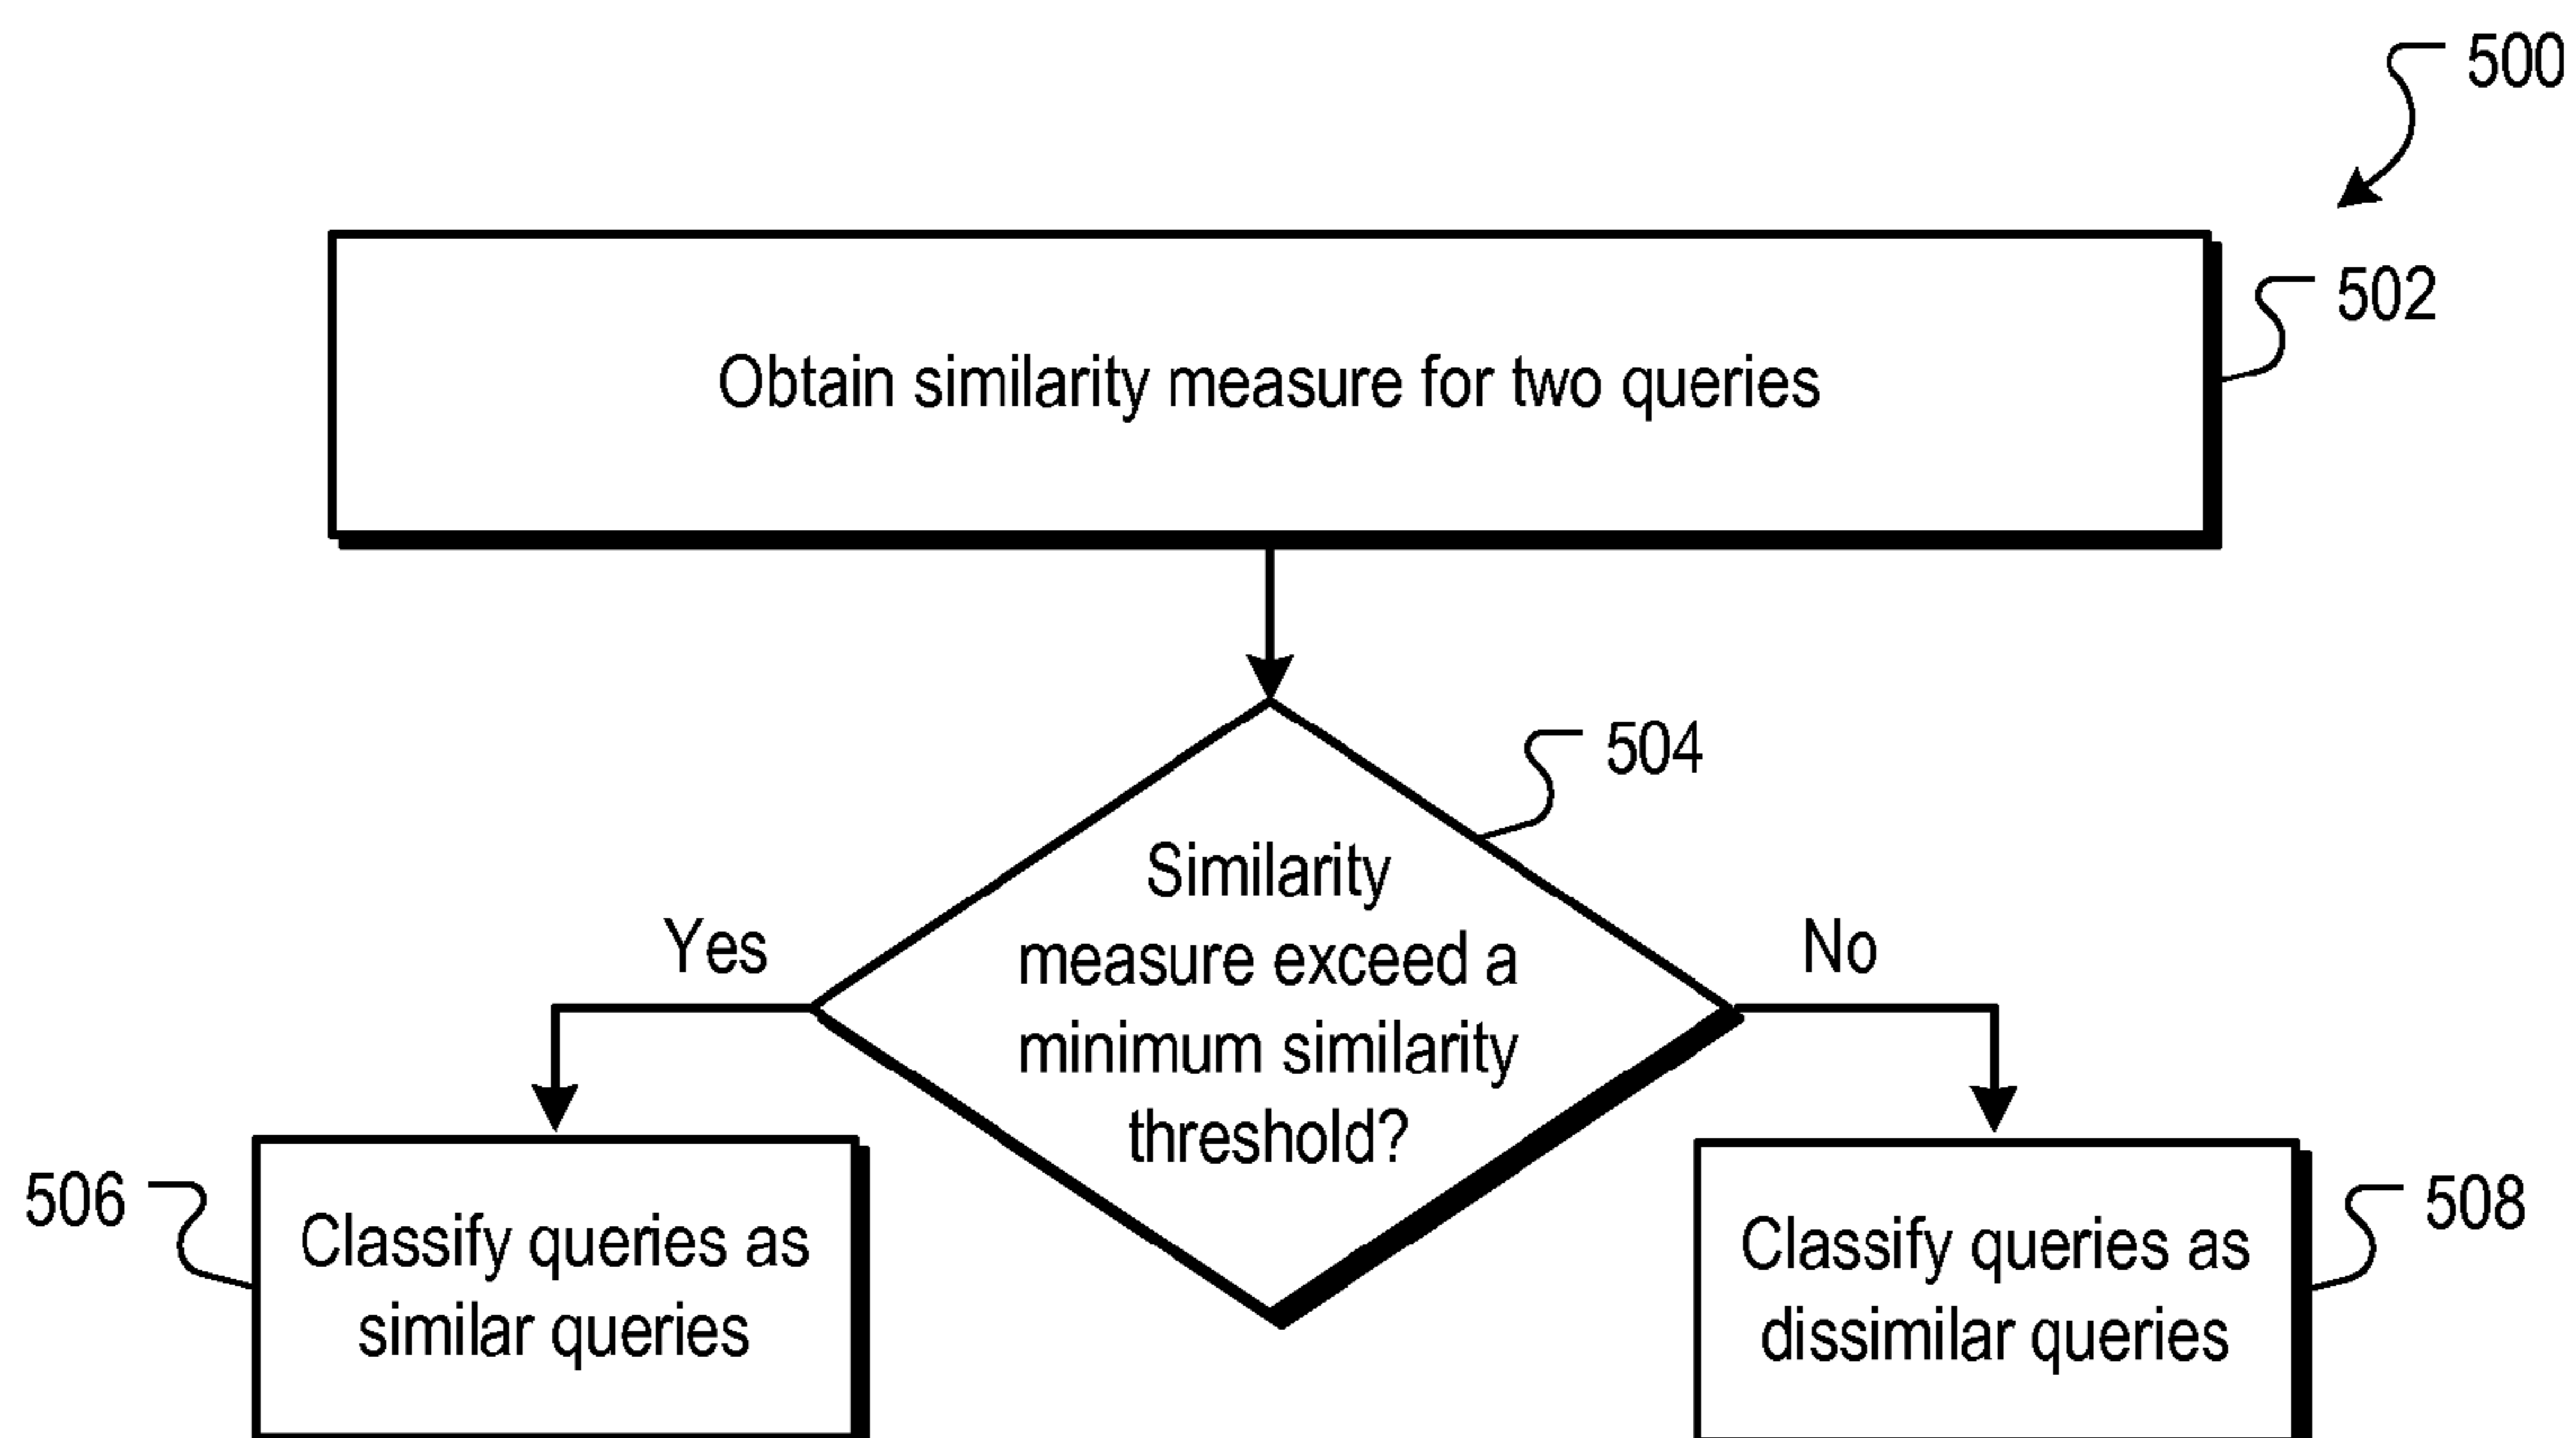 500
502
Obtain similarity measure for two queries
504
Similarity
measure exceed a
minimum similarity
threshold?
Yes
No
506
Classify queries as
similar queries
508
Classify queries as
dissimilar queries